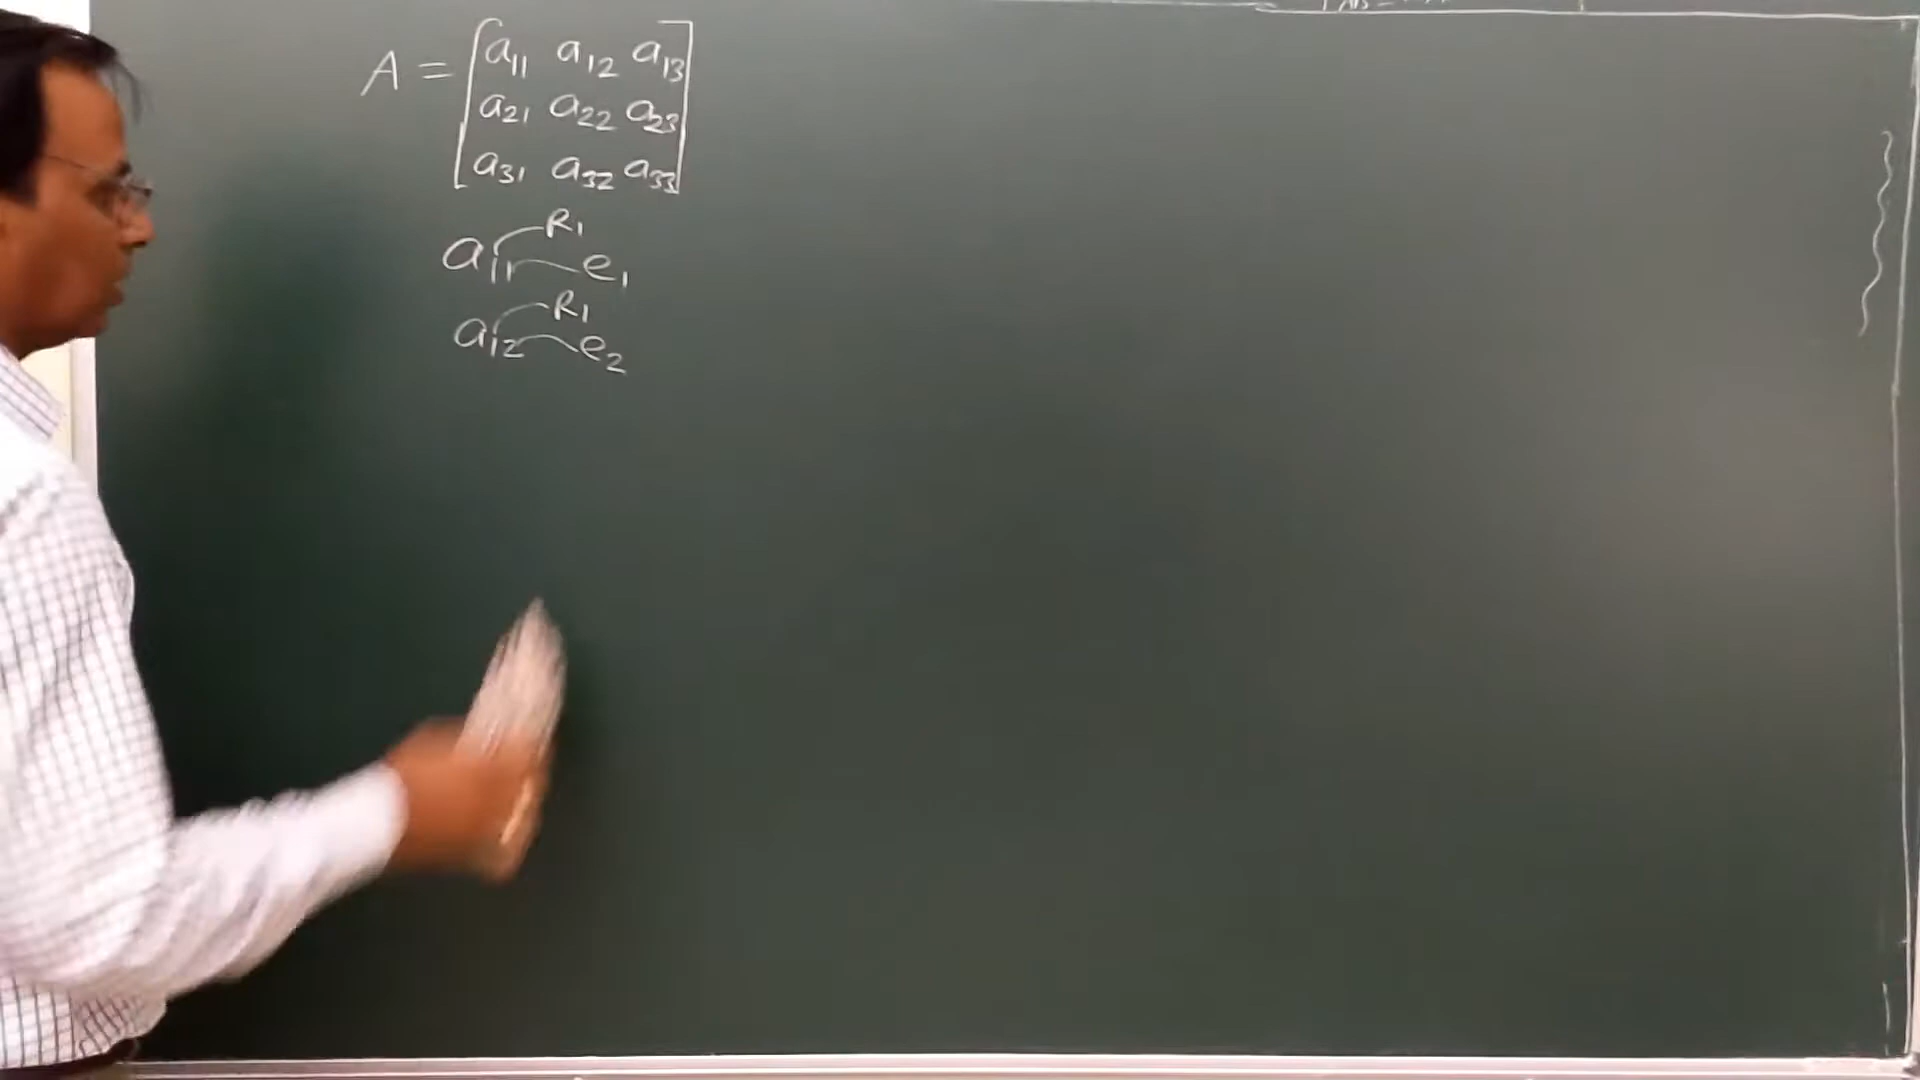 A = [a11 a12 a13
a21 a22 a23
a31 a32 a33]
a11 R1
e1
a12 R1
e2